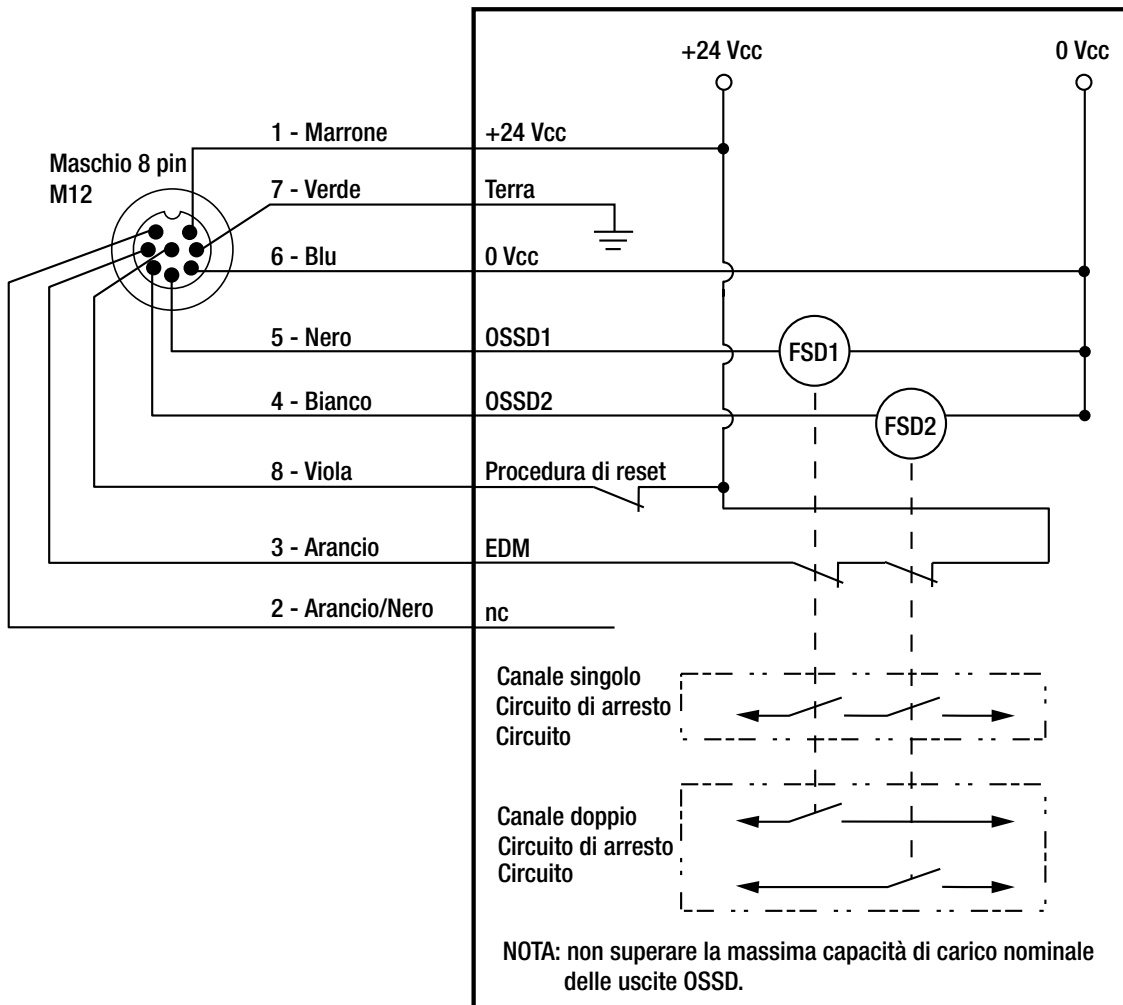 +24 Vcc
0 Vcc
Maschio 8 pin
M12
1 - Marrone
+24 Vcc
7 - Verde
Terra
6 - Blu
0 Vcc
5 - Nero
OSSD1
FSD1
4 - Bianco
OSSD2
FSD2
8 - Viola
Procedura di reset
3 - Arancio
EDM
2 - Arancio/Nero
nc
Canale singolo
Circuito di arresto
Circuito
Canale doppio
Circuito di arresto
Circuito
NOTA: non superare la massima capacità di carico nominale
delle uscite OSSD.